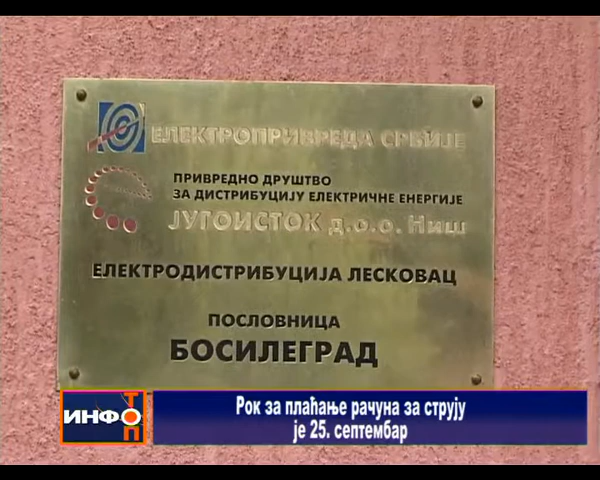 ЕЛЕКТРОПРИВРЕДА СРБИЈЕ
ПРИВРЕДНО ДРУШТВО
ЗА ДИСТРИБУЦИЈУ ЕЛЕКТРИЧНЕ ЕНЕРГИЈЕ
ЈУГОИСТОК д.о.о. Ниш
ЕЛЕКТРОДИСТРИБУЦИЈА ЛЕСКОВАЦ
ПОСЛОВНИЦА
БОСИЛЕГРАД
ИНФО
ТОП
Рок за плаћање рачуна за струју
је 25. септембар